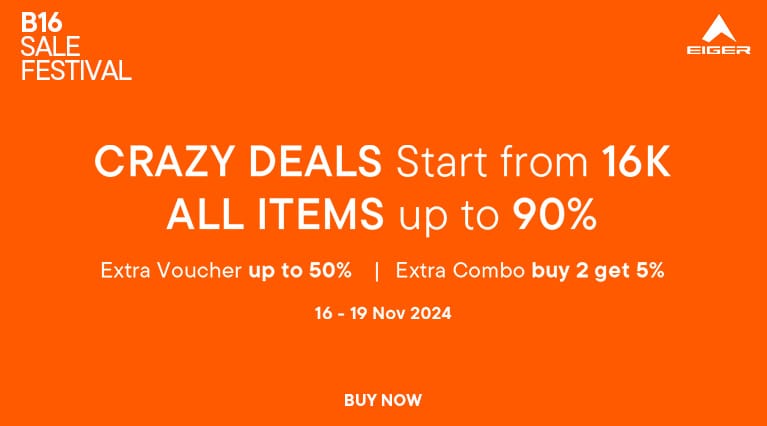 B16
SALE
FESTIVAL
EIGER
CRAZY DEALS Start from 16K
ALL ITEMS up to 90%
Extra Voucher up to 50% | Extra Combo buy 2 get 5%
16 - 19 Nov 2024
BUY NOW